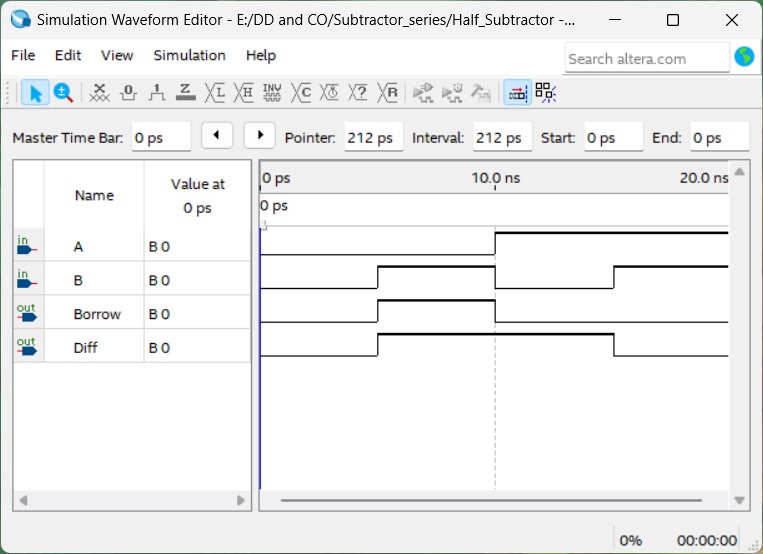 Simulation Waveform Editor - E:/DD and CO/Subtractor_series/Half_Subtractor -...
File Edit View Simulation Help
Search altera.com
Master Time Bar: 0 ps Pointer: 212 ps Interval: 212 ps Start: 0 ps End: 0 ps
Name Value at
0 ps
0 ps 10.0 ns 20.0 ns
0 ps
in A B 0
in B B 0
out Borrow B 0
out Diff B 0
0% 00:00:00